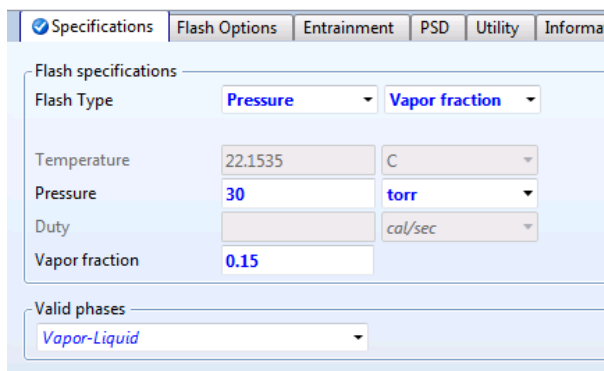 Specifications Flash Options Entrainment PSD Utility Informa
Flash specifications
Flash Type Pressure Vapor fraction
Temperature 22.1535 C
Pressure 30 torr
Duty cal/sec
Vapor fraction 0.15
Valid phases
Vapor-Liquid